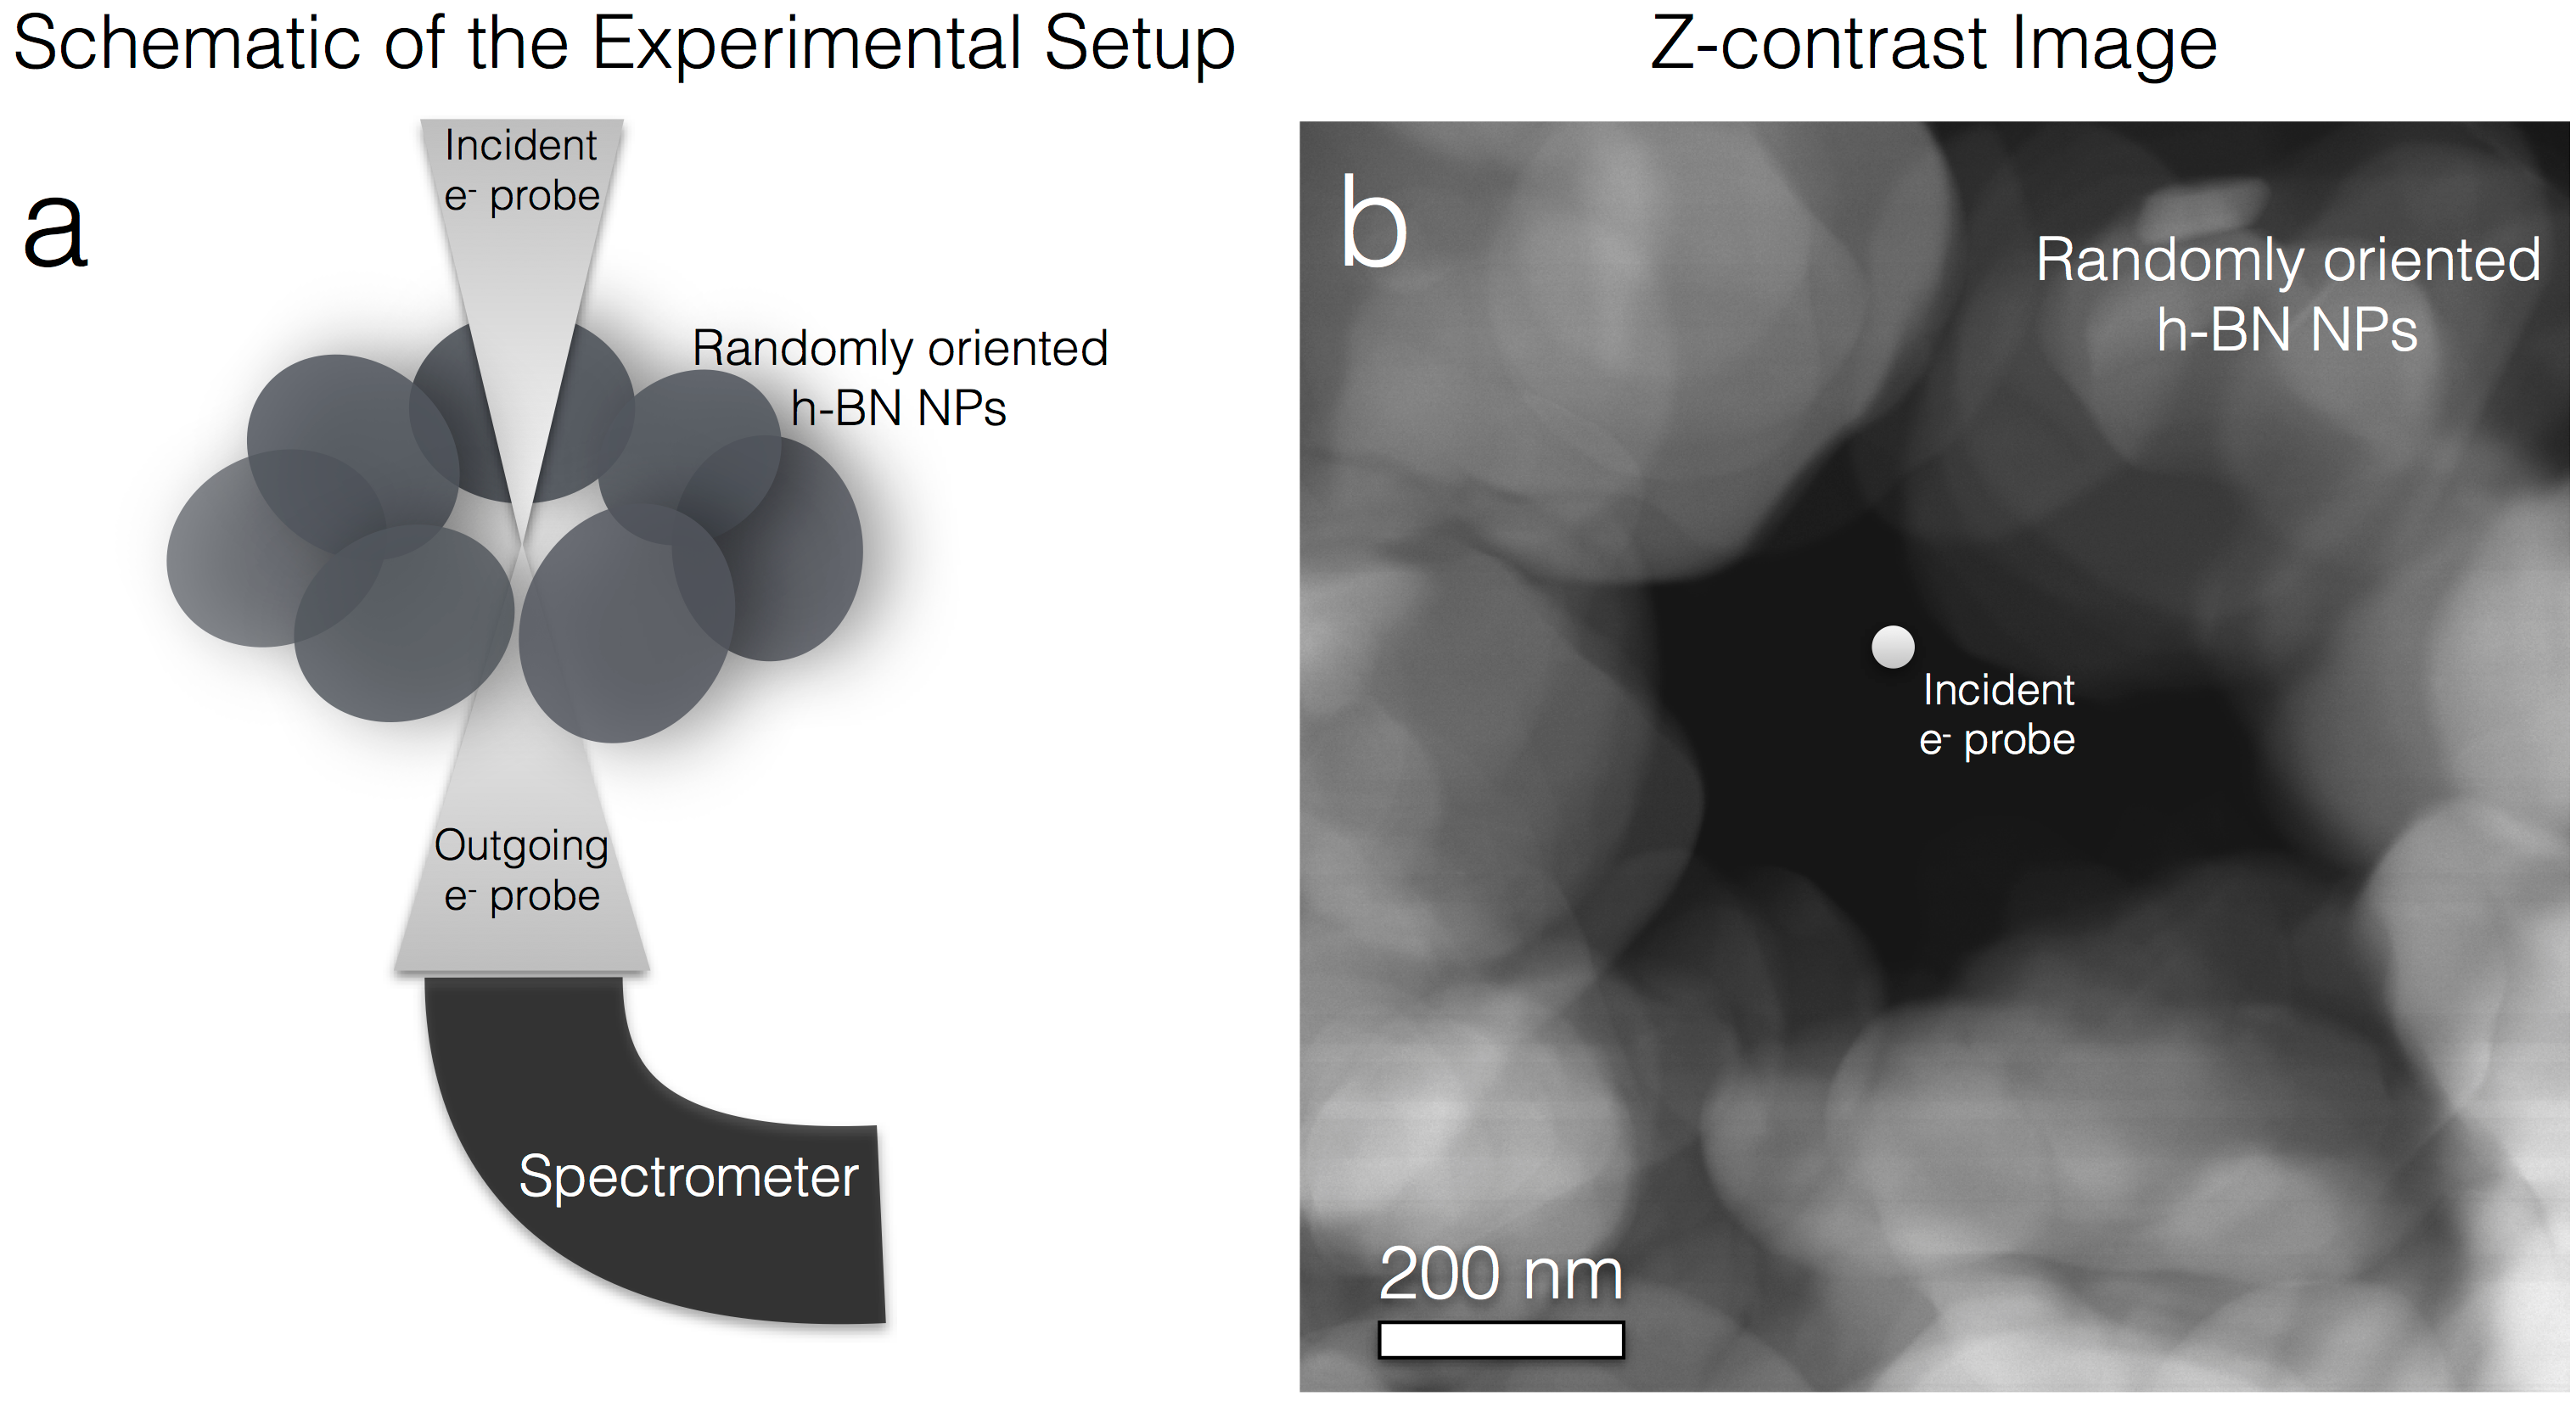 Schematic of the Experimental Setup
Z-contrast Image
a
Incident
e- probe
Randomly oriented
h-BN NPs
Outgoing
e- probe
Spectrometer
b
Randomly oriented
h-BN NPs
Incident
e- probe
200 nm